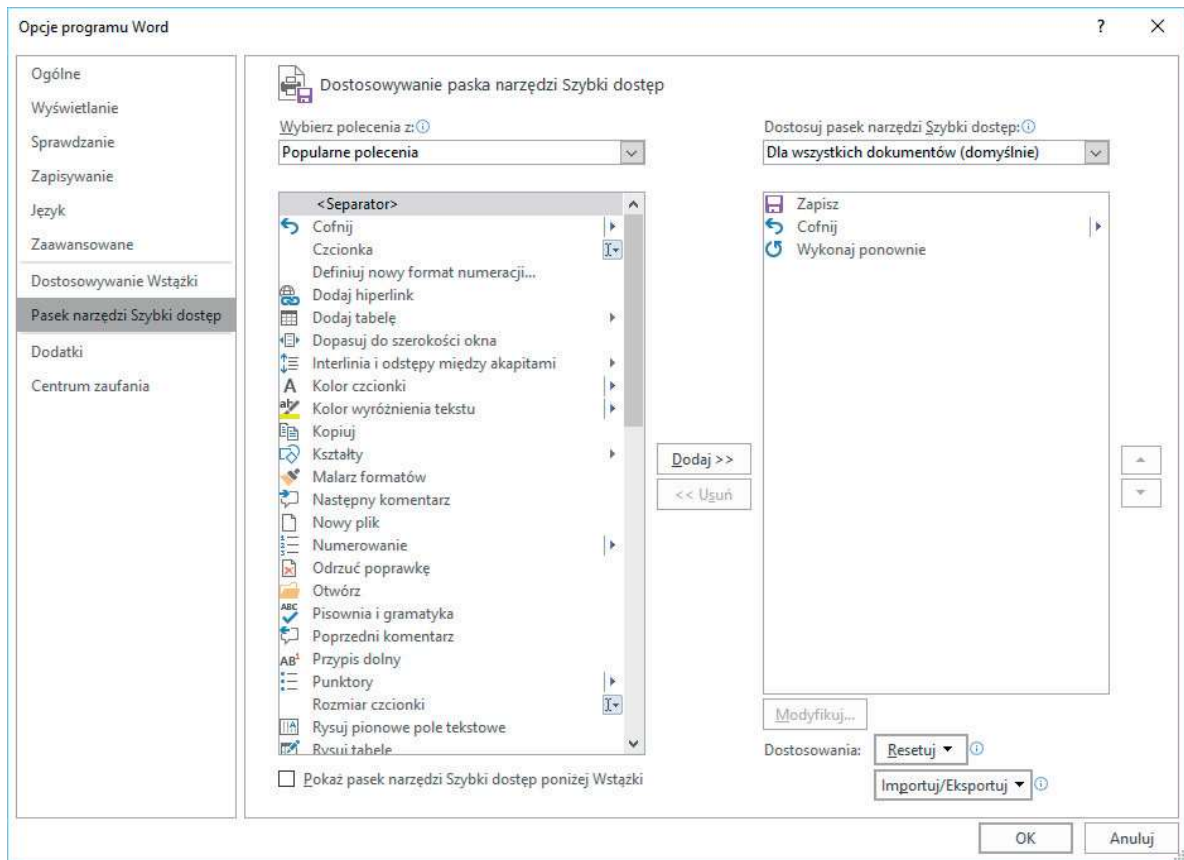 Opcje programu Word
?
Ogólne
Wyświetlanie
Sprawdzanie
Zapisywanie
Język
Zaawansowane
Dostosowywanie Wstążki
Pasek narzędzi Szybki dostęp
Dodatki
Centrum zaufania
Dostosowywanie paska narzędzi Szybki dostęp
Wybierz polecenia z:
Popularne polecenia
<Separator>
Cofnij
Czcionka
Definiuj nowy format numeracji...
Dodaj hiperlink
Dodaj tabelę
Dopasuj do szerokości okna
Interlinia i odstępy między akapitami
Kolor czcionki
Kolor wyróżnienia tekstu
Kopiuj
Kształty
Malarz formatów
Następny komentarz
Nowy plik
Numerowanie
Odrzuć poprawkę
Otwórz
Pisownia i gramatyka
Poprzedni komentarz
Przypis dolny
Punktory
Rozmiar czcionki
Rysuj pionowe pole tekstowe
Rysuj tabelę
Pokaż pasek narzędzi Szybki dostęp poniżej Wstążki
Dodaj >>
<< Usuń
Dostosuj pasek narzędzi Szybki dostęp:
Dla wszystkich dokumentów (domyślnie)
Zapisz
Cofnij
Wykonaj ponownie
Modyfikuj...
Dostosowania: Resetuj
Importuj/Eksportuj
OK Anuluj